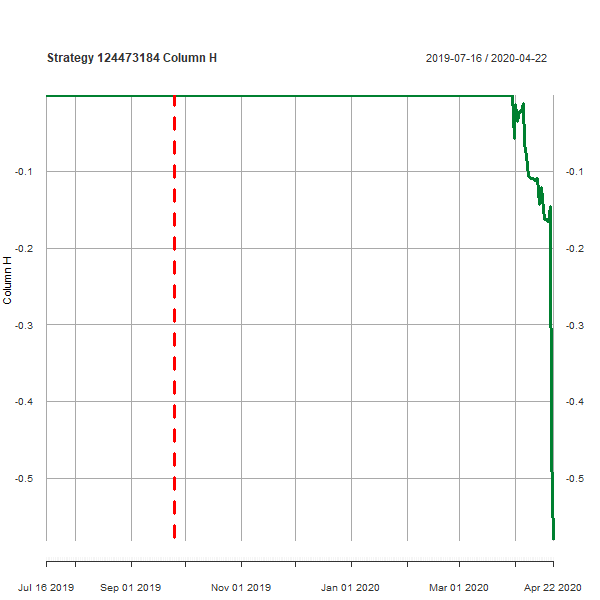 Strategy 124473184 Column H
2019-07-16 / 2020-04-22
Column H
-0.1 -0.1
-0.2 -0.2
-0.3 -0.3
-0.4 -0.4
-0.5 -0.5
Jul 16 2019 Sep 01 2019 Nov 01 2019 Jan 01 2020 Mar 01 2020 Apr 22 2020